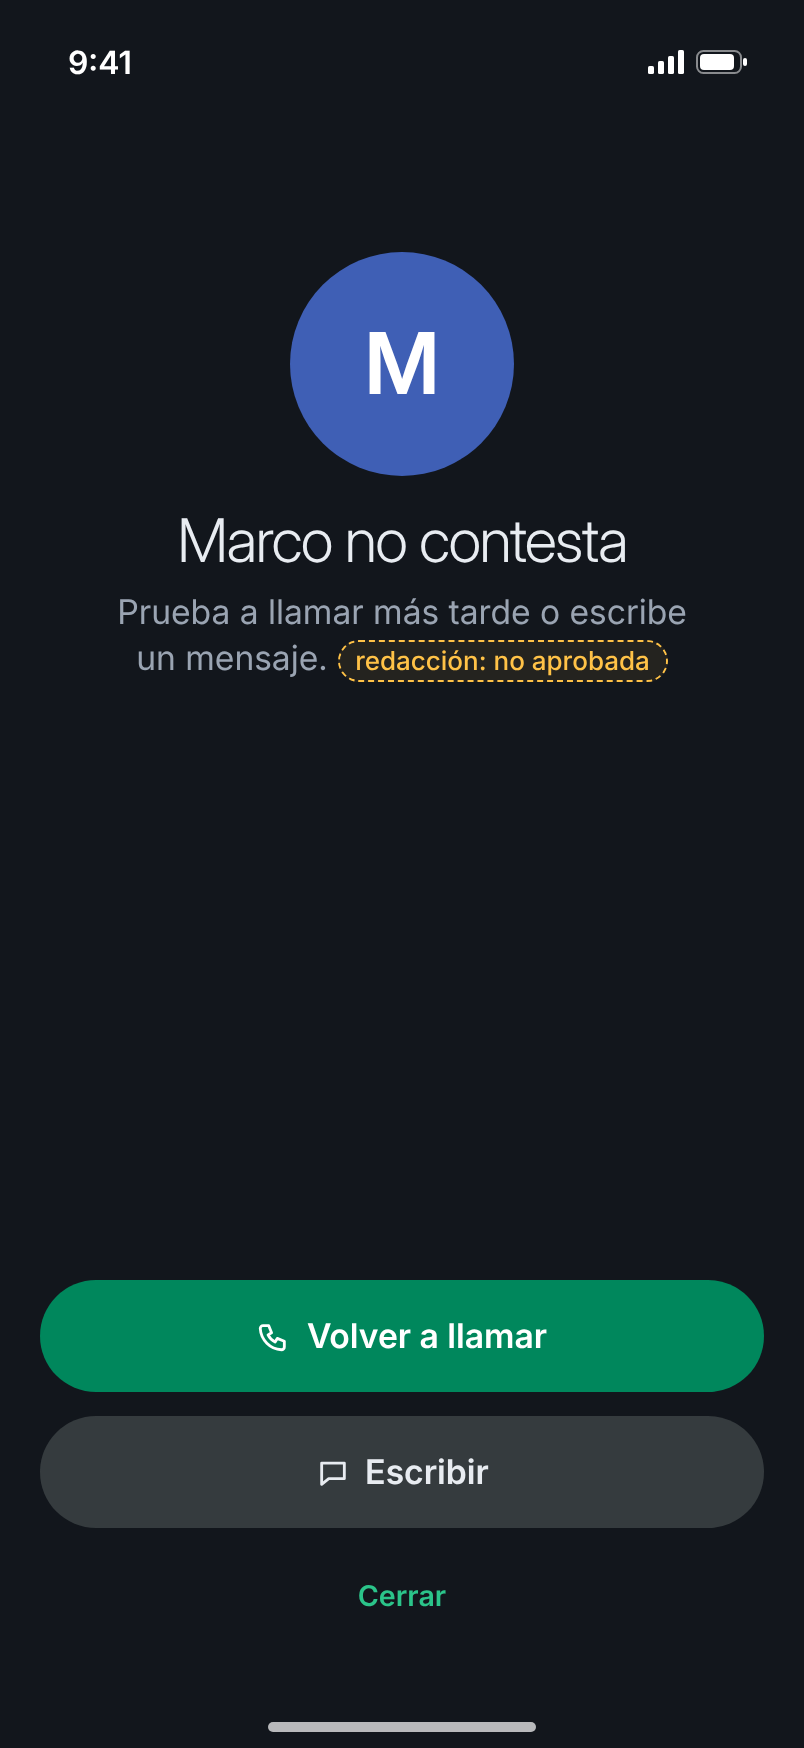 9:41
M
Marco no contesta
Prueba a llamar más tarde o escribe
un mensaje. redacción: no aprobada
Volver a llamar
Escribir
Cerrar